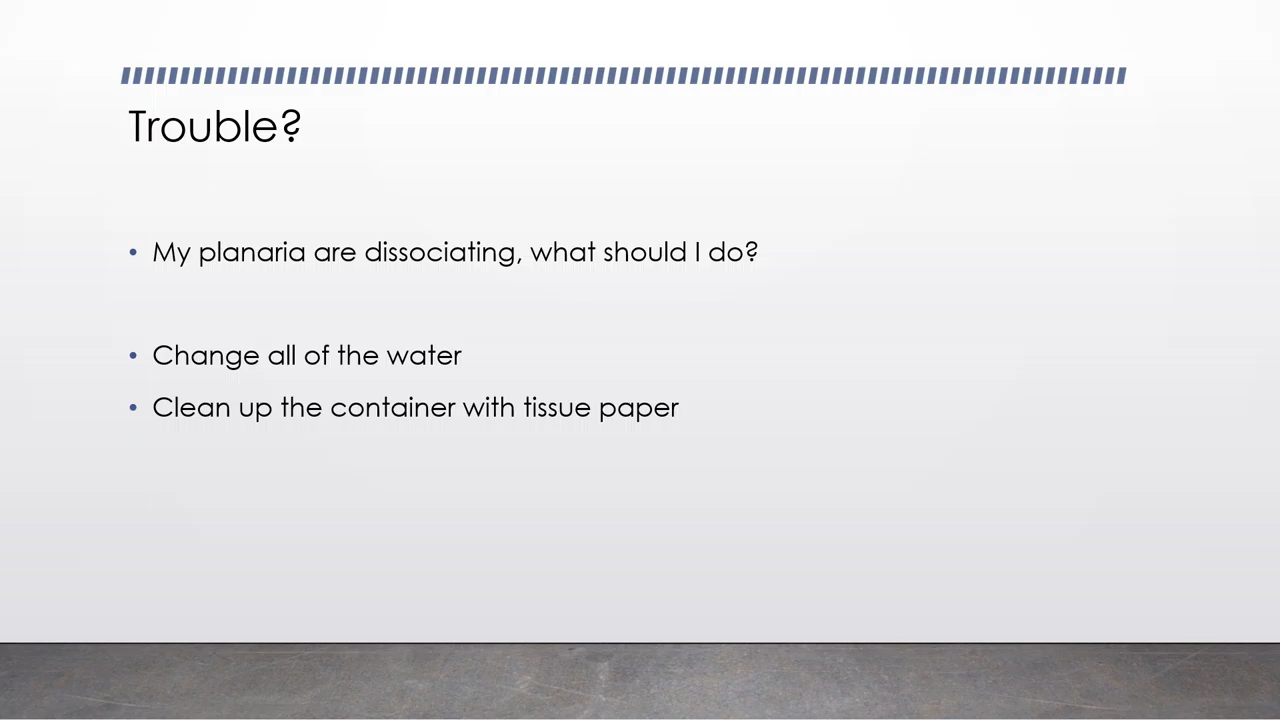 Trouble?
• My planaria are dissociating, what should I do?
• Change all of the water
• Clean up the container with tissue paper